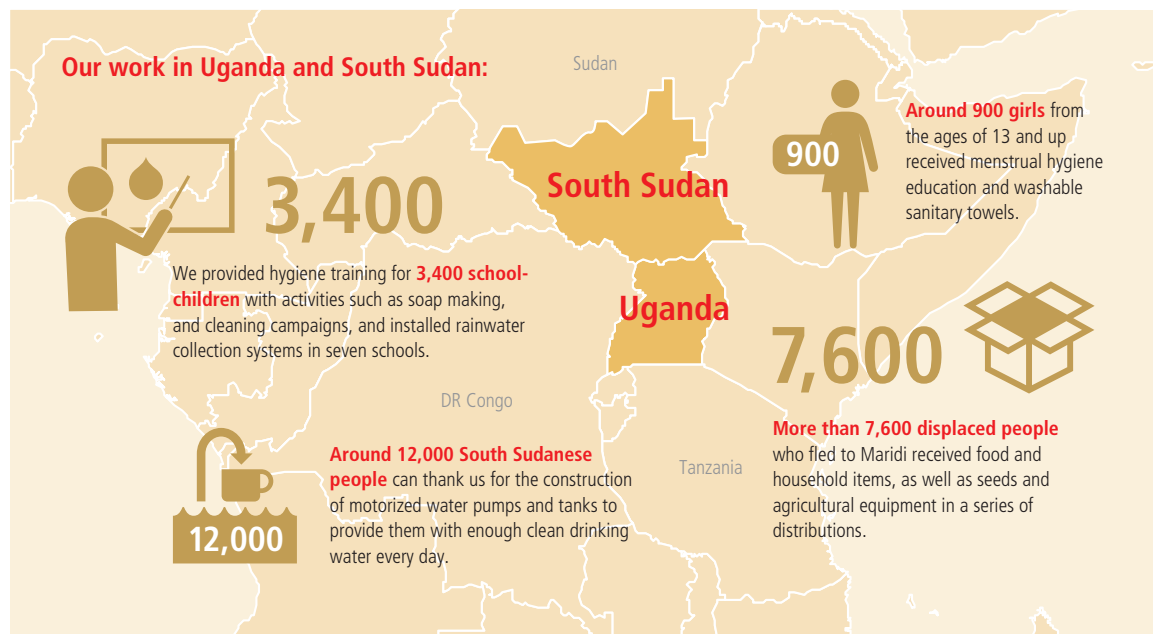 Our work in Uganda and South Sudan:
Sudan
South Sudan
Uganda
DR Congo
Tanzania
3,400
We provided hygiene training for 3,400 school-
children with activities such as soap making,
and cleaning campaigns, and installed rainwater
collection systems in seven schools.
900
Around 900 girls from
the ages of 13 and up
received menstrual hygiene
education and washable
sanitary towels.
12,000
Around 12,000 South Sudanese
people can thank us for the construction
of motorized water pumps and tanks to
provide them with enough clean drinking
water every day.
7,600
More than 7,600 displaced people
who fled to Maridi received food and
household items, as well as seeds and
agricultural equipment in a series of
distributions.